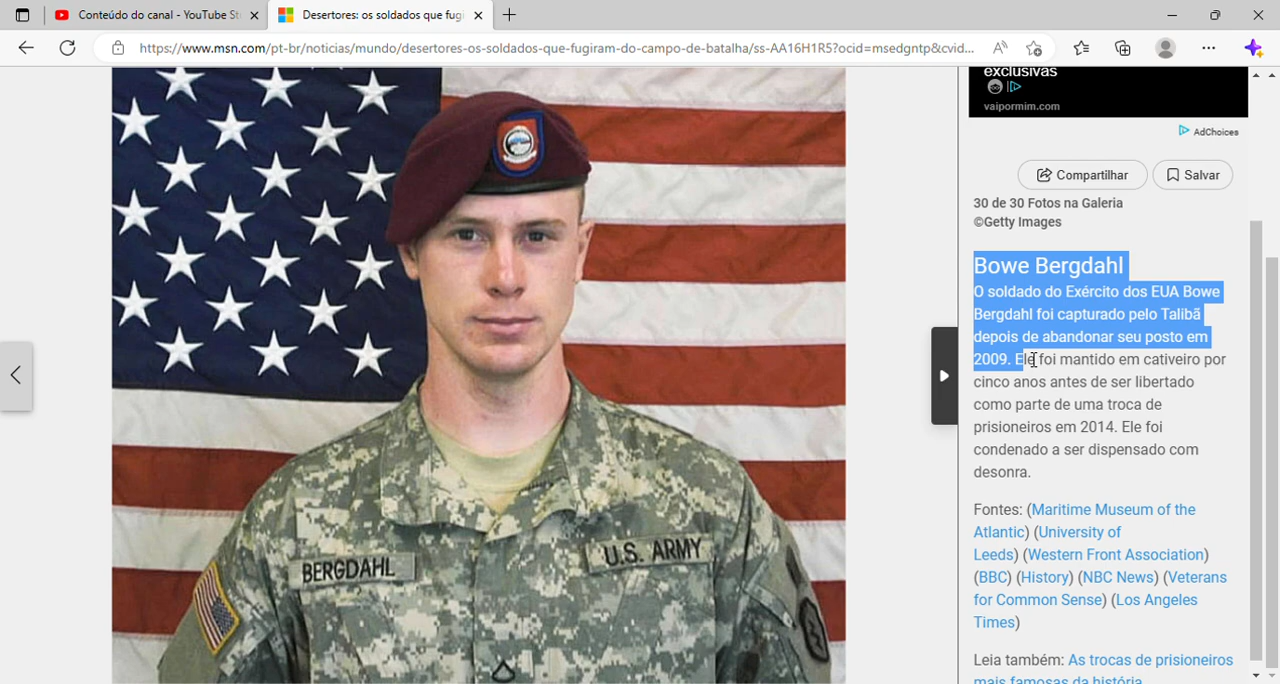 Conteúdo do canal - YouTube St
Desertores: os soldados que fugi
https://www.msn.com/pt-br/noticias/mundo/desertores-os-soldados-que-fugiram-do-campo-de-batalha/ss-AA16H1R5?ocid=msedgntp&cvid...
exclusivas
vaipormim.com
AdChoices
Compartilhar
Salvar
30 de 30 Fotos na Galeria
©Getty Images
Bowe Bergdahl
O soldado do Exército dos EUA Bowe
Bergdahl foi capturado pelo Talibã
depois de abandonar seu posto em
2009. Ele foi mantido em cativeiro por
cinco anos antes de ser libertado
como parte de uma troca de
prisioneiros em 2014. Ele foi
condenado a ser dispensado com
desonra.
Fontes: (Maritime Museum of the
Atlantic) (University of
Leeds) (Western Front Association)
(BBC) (History) (NBC News) (Veterans
for Common Sense) (Los Angeles
Times)
Leia também: As trocas de prisioneiros
mais famosas da história
BERGDAHL
U.S. ARMY